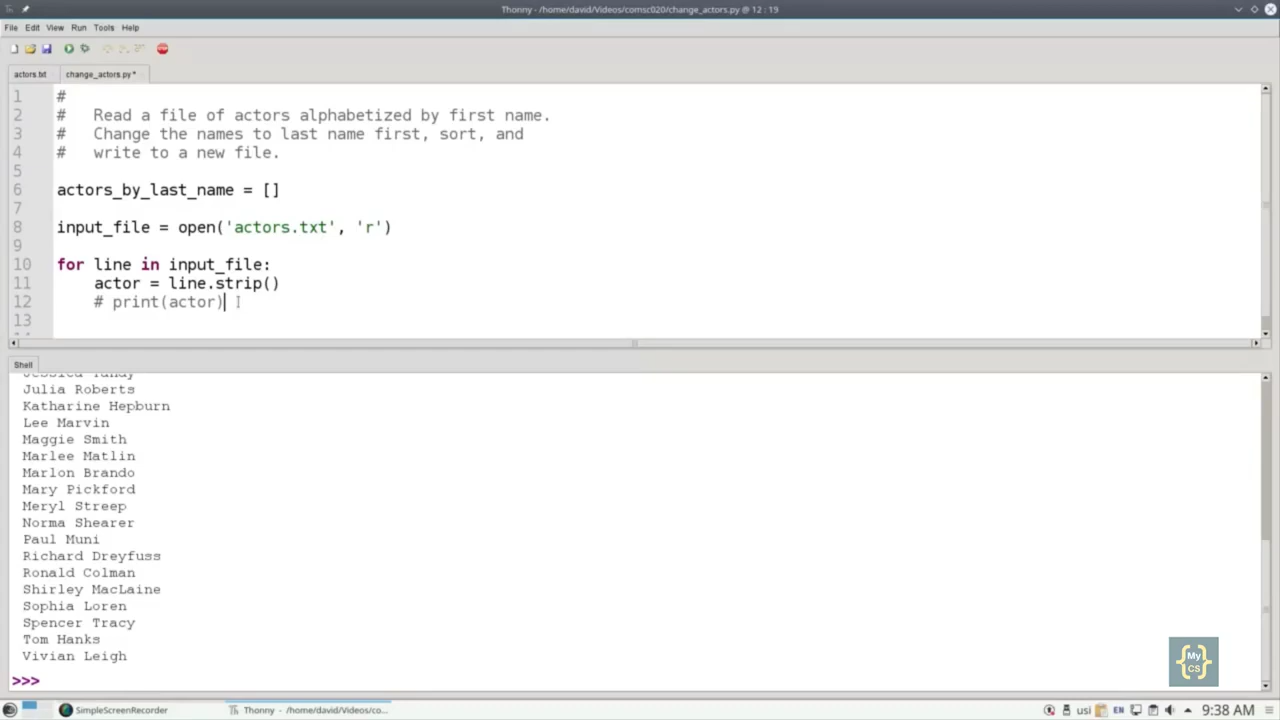 Thonny - /home/david/Videos/comsc020/change_actors.py @ 12 : 19
File Edit View Run Tools Help
actors.txt change_actors.py *
1 #
2 # Read a file of actors alphabetized by first name.
3 # Change the names to last name first, sort, and
4 # write to a new file.
5
6 actors_by_last_name = []
7
8 input_file = open('actors.txt', 'r')
9
10 for line in input_file:
11 actor = line.strip()
12 # print(actor)
13
Shell
Jessica Tandy
Julia Roberts
Katharine Hepburn
Lee Marvin
Maggie Smith
Marlee Matlin
Marlon Brando
Mary Pickford
Meryl Streep
Norma Shearer
Paul Muni
Richard Dreyfuss
Ronald Colman
Shirley MacLaine
Sophia Loren
Spencer Tracy
Tom Hanks
Vivian Leigh
>>>
{My CS}
SimpleScreenRecorder Thonny - /home/david/Videos/co... usi EN 9:38 AM